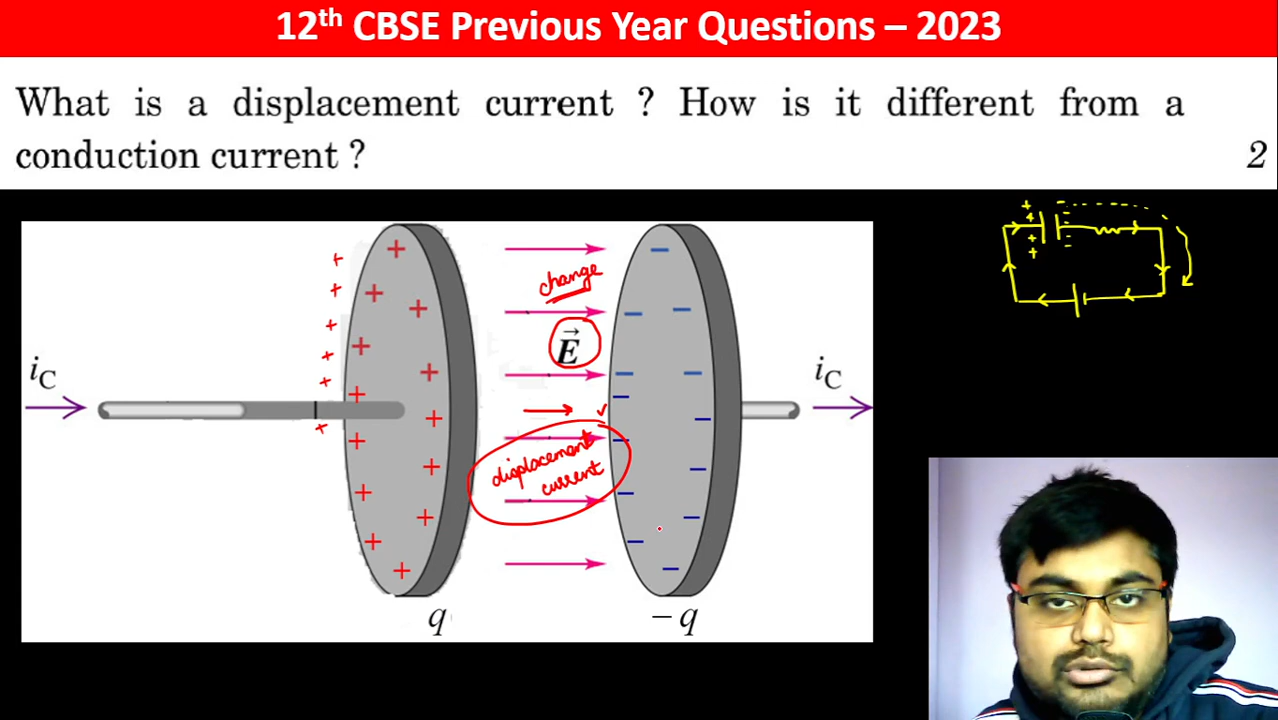 12th CBSE Previous Year Questions – 2023
What is a displacement current ? How is it different from a
conduction current ? 2
change
E
iC
iC
displacement
current
q
− q